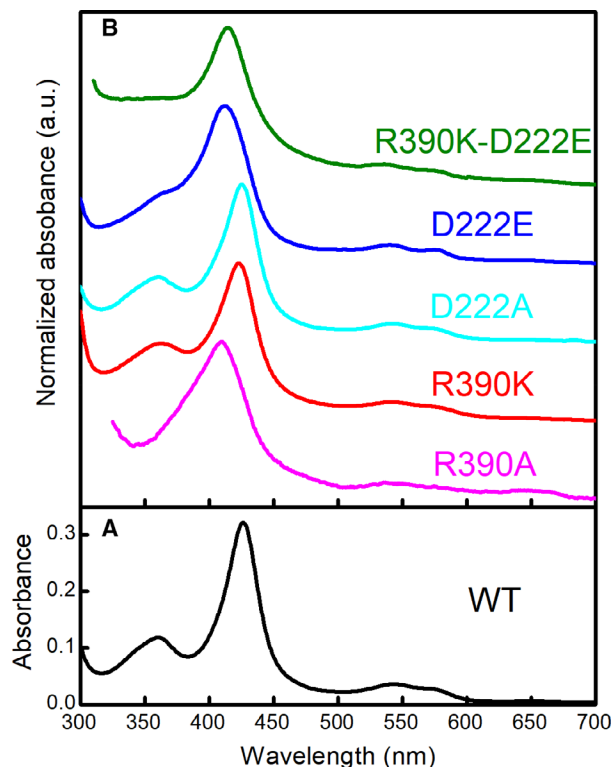 B
Normalized absobance (a.u.)
R390K-D222E
D222E
D222A
R390K
R390A
A
Absorbance
0.3
0.2
0.1
0.0
WT
300 350 400 450 500 550 600 650 700
Wavelength (nm)